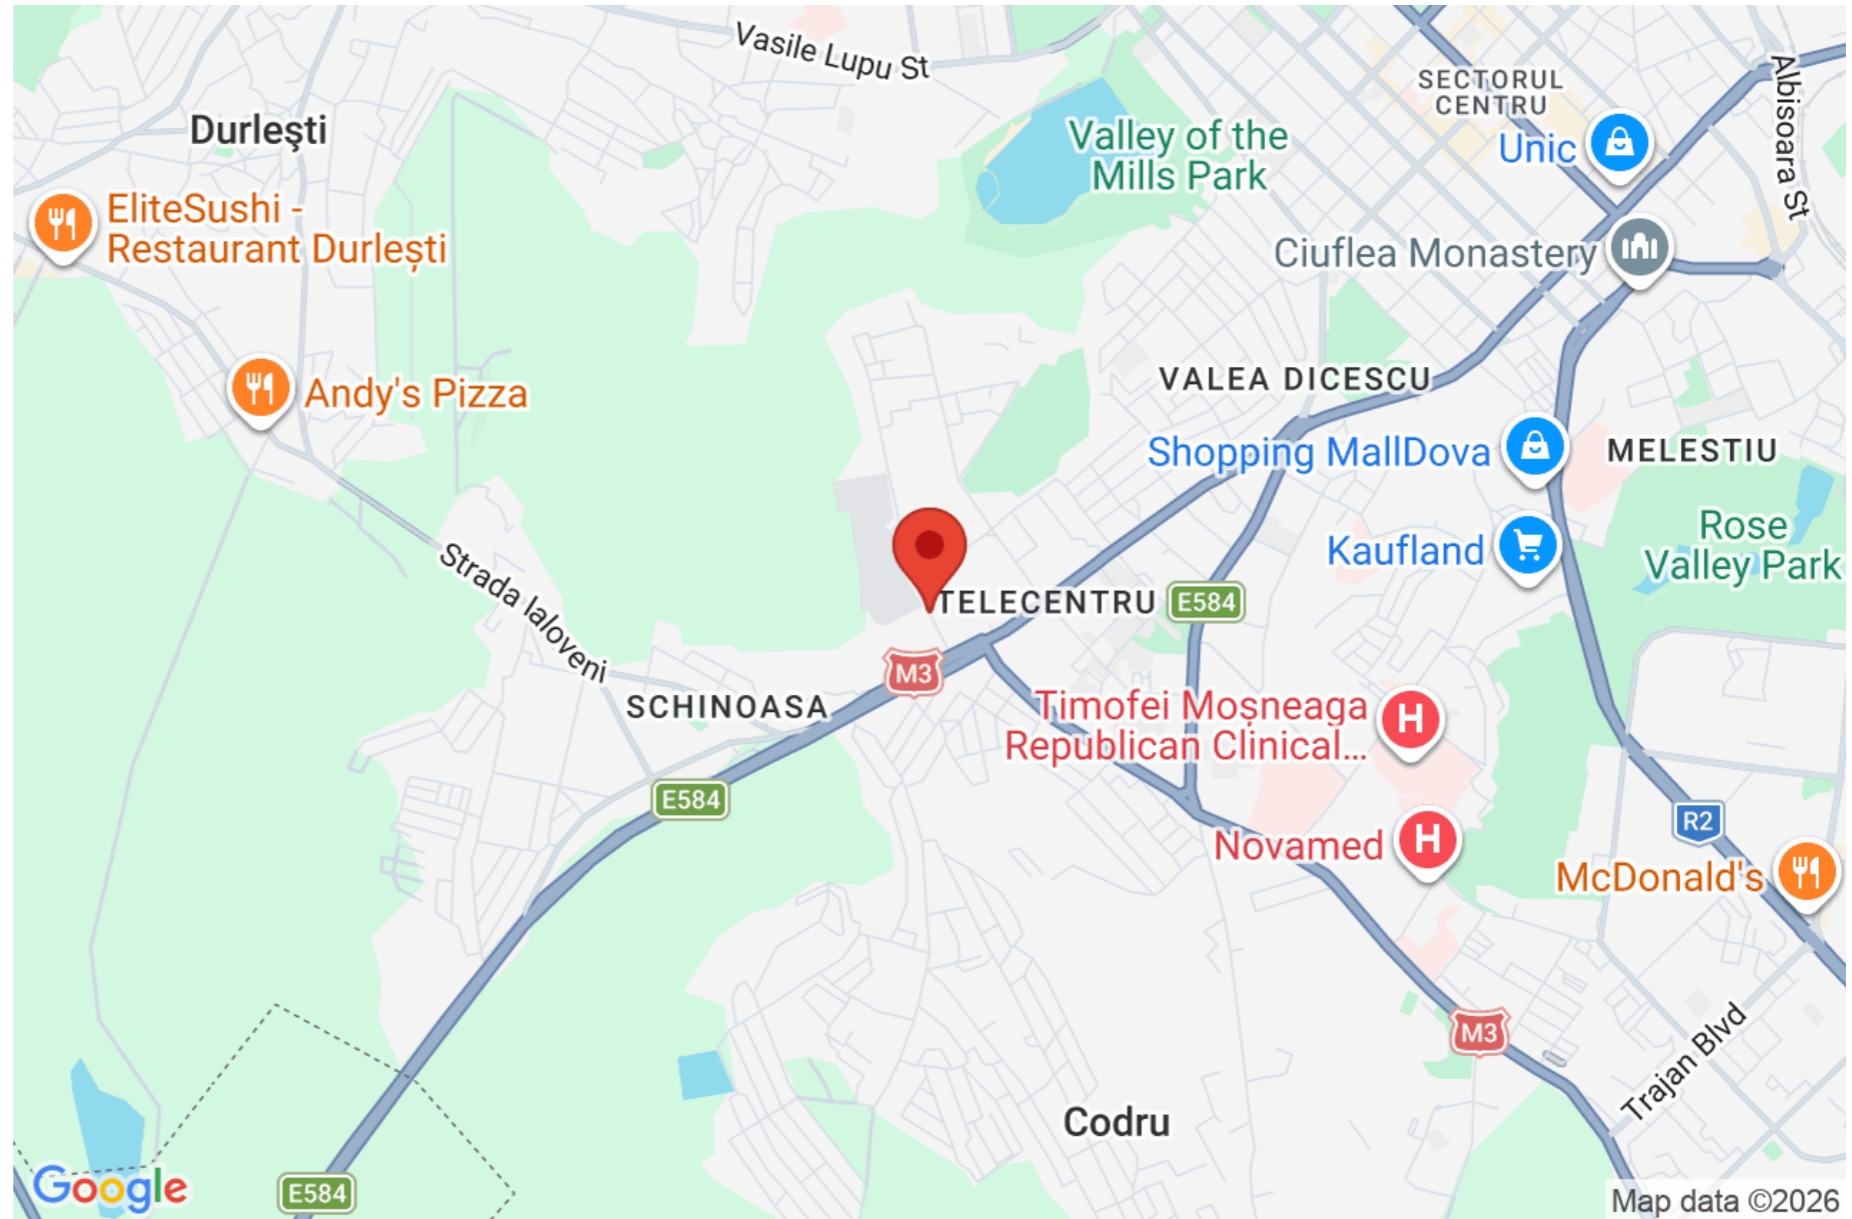 Vasile Lupu St
SECTORUL
CENTRU
Albisoara St
Durlești
Valley of the
Mills Park
Unic
EliteSushi -
Restaurant Durlești
Ciuflea Monastery
Andy's Pizza
VALEA DICESCU
Shopping MallDova
MELESTIU
Rose
Valley Park
Kaufland
Strada Ialoveni
TELECENTRU
E584
M3
SCHINOASA
Timofei Moșneaga
Republican Clinical...
E584
R2
Novamed
McDonald's
M3
Trajan Blvd
Codru
Google
E584
Map data ©2026